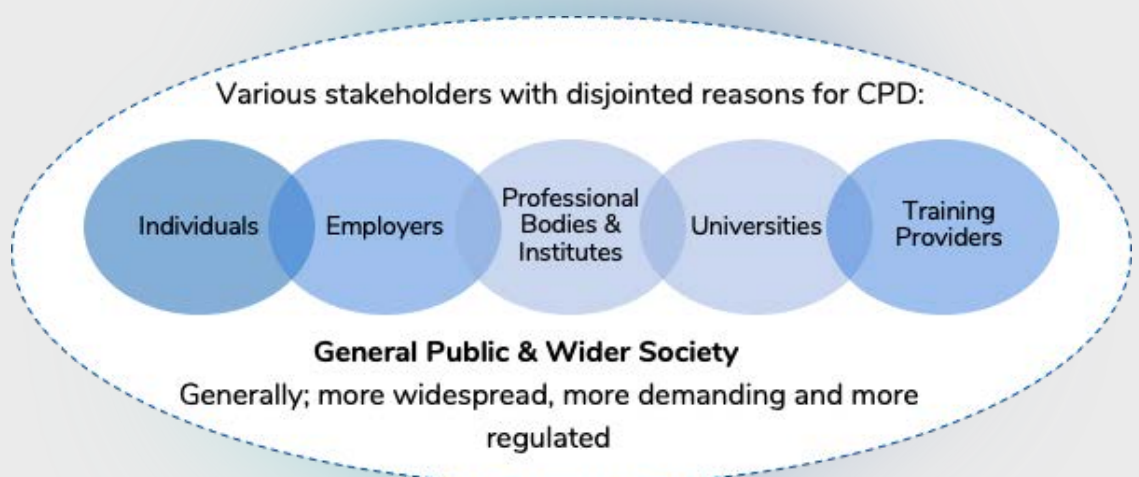 Various stakeholders with disjointed reasons for CPD:
Individuals
Employers
Professional
Bodies &
Institutes
Universities
Training
Providers
General Public & Wider Society
Generally; more widespread, more demanding and more
regulated